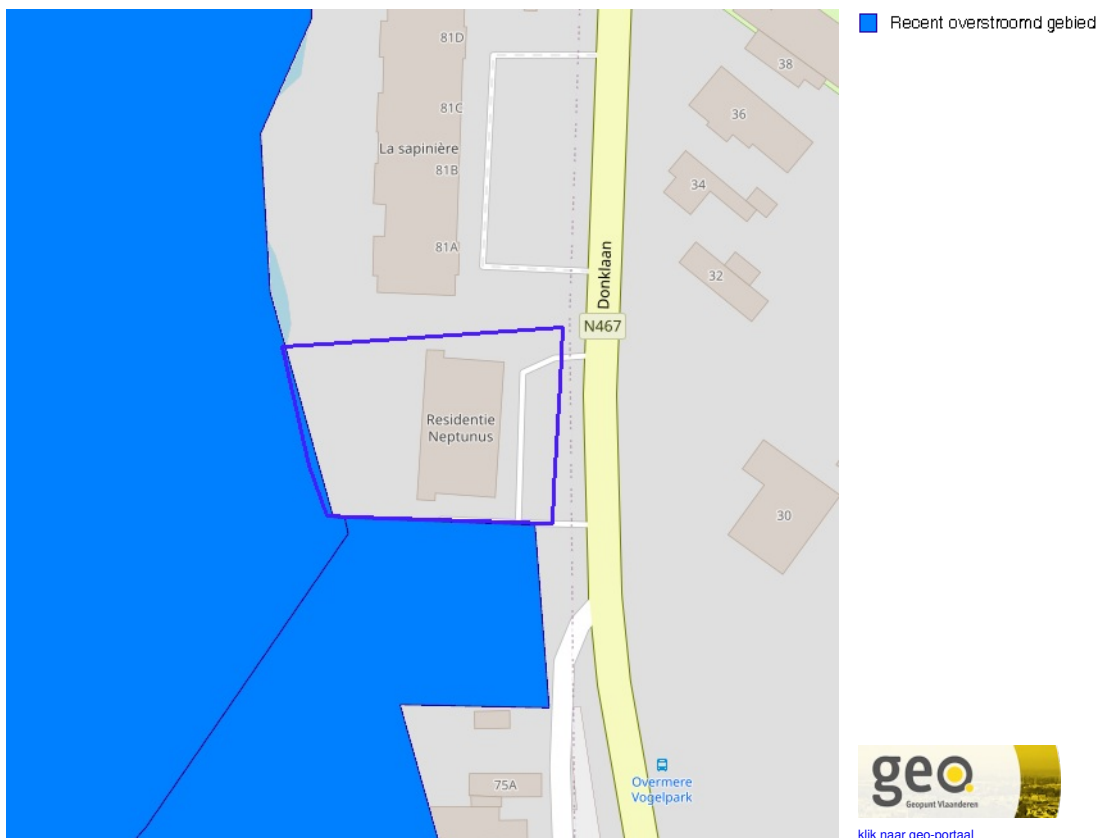 Recent overstroomd gebied
81D
38
81C
36
La sapinière
81B
34
81A
Donklaan
32
N467
Residentie
Neptunus
30
Overmere
Vogelpark
75A
geo
Geopunt Vlaanderen
klik naar geo-portaal